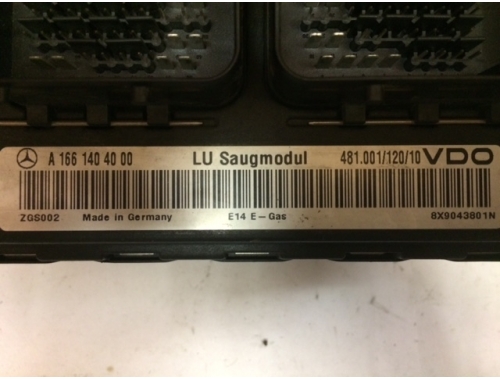 A 166 140 40 00 LU Saugmodul 481.001/120/10 VDO
ZGS002 Made in Germany E14 E-Gas 8X9043801N